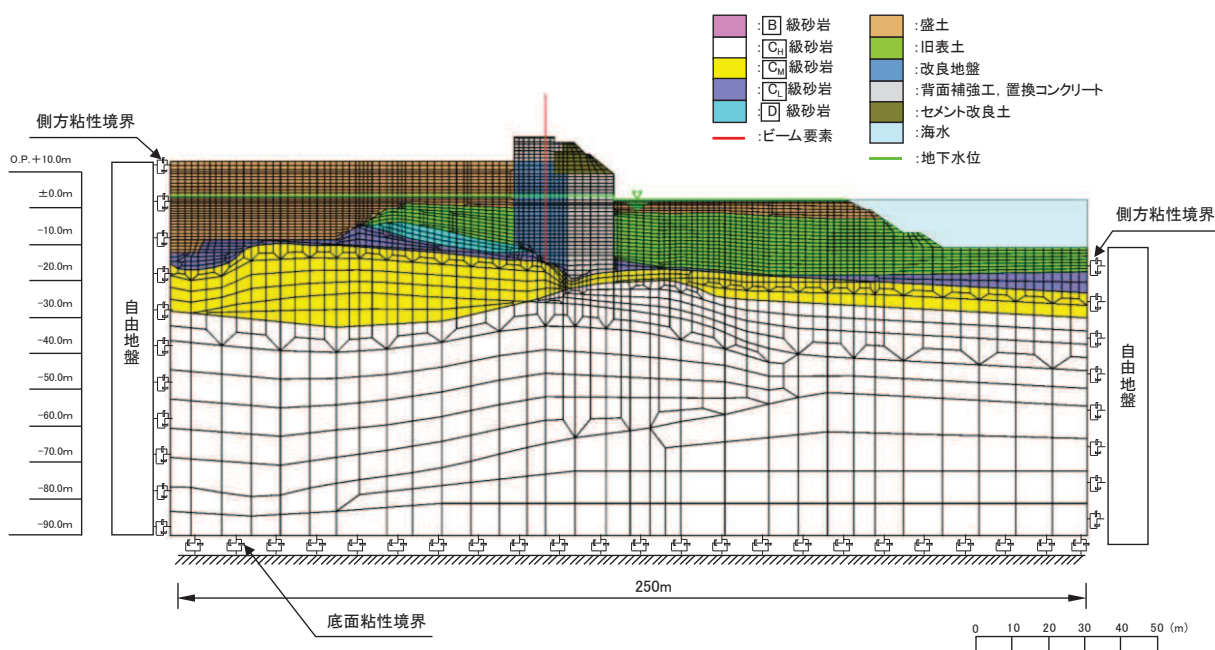 :B 級砂岩
:CH 級砂岩
:CM 級砂岩
:CL 級砂岩
:D 級砂岩
:ビーム要素
:盛土
:旧表土
:改良地盤
:背面補強工, 置換コンクリート
:セメント改良土
:海水
:地下水位
側方粘性境界
O.P.+10.0m
±0.0m
-10.0m
-20.0m
-30.0m
-40.0m
-50.0m
-60.0m
-70.0m
-80.0m
-90.0m
自由地盤
側方粘性境界
自由地盤
250m
底面粘性境界
0 10 20 30 40 50 (m)